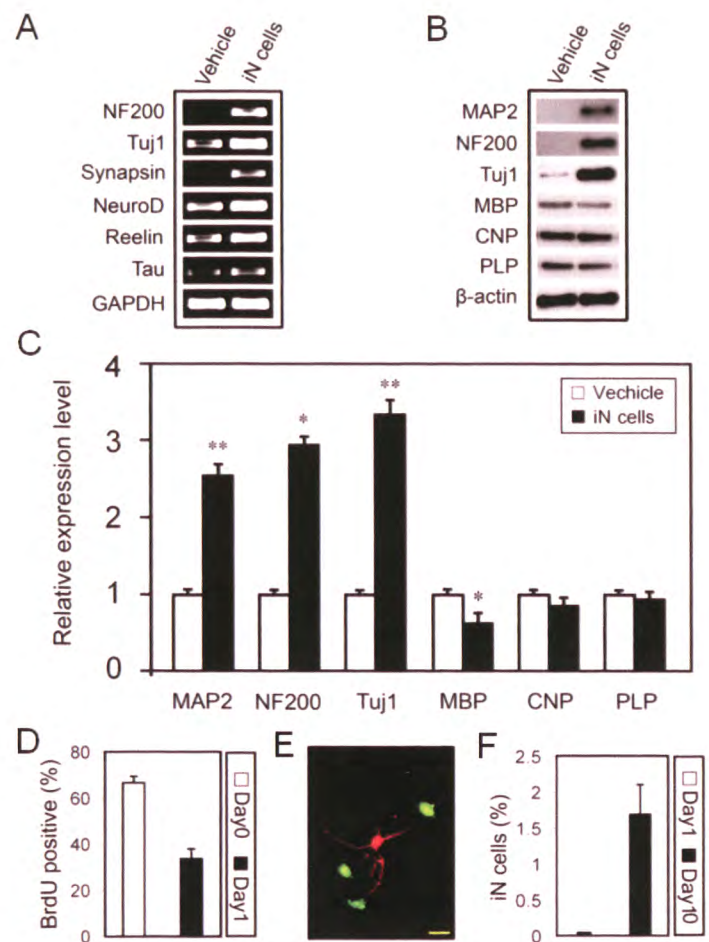 A
Vehicle
iN cells
NF200
Tuj1
Synapsin
NeuroD
Reelin
Tau
GAPDH
B
Vehicle
iN cells
MAP2
NF200
Tuj1
MBP
CNP
PLP
β-actin
C
Relative expression level
4
3
2
1
0
** * ** *
Vechicle
iN cells
MAP2 NF200 Tuj1 MBP CNP PLP
D
BrdU positive (%)
80
60
40
20
0
Day0 Day1
E
F
iN cells (%)
2.5
2
1.5
1
0.5
0
Day1 Day10